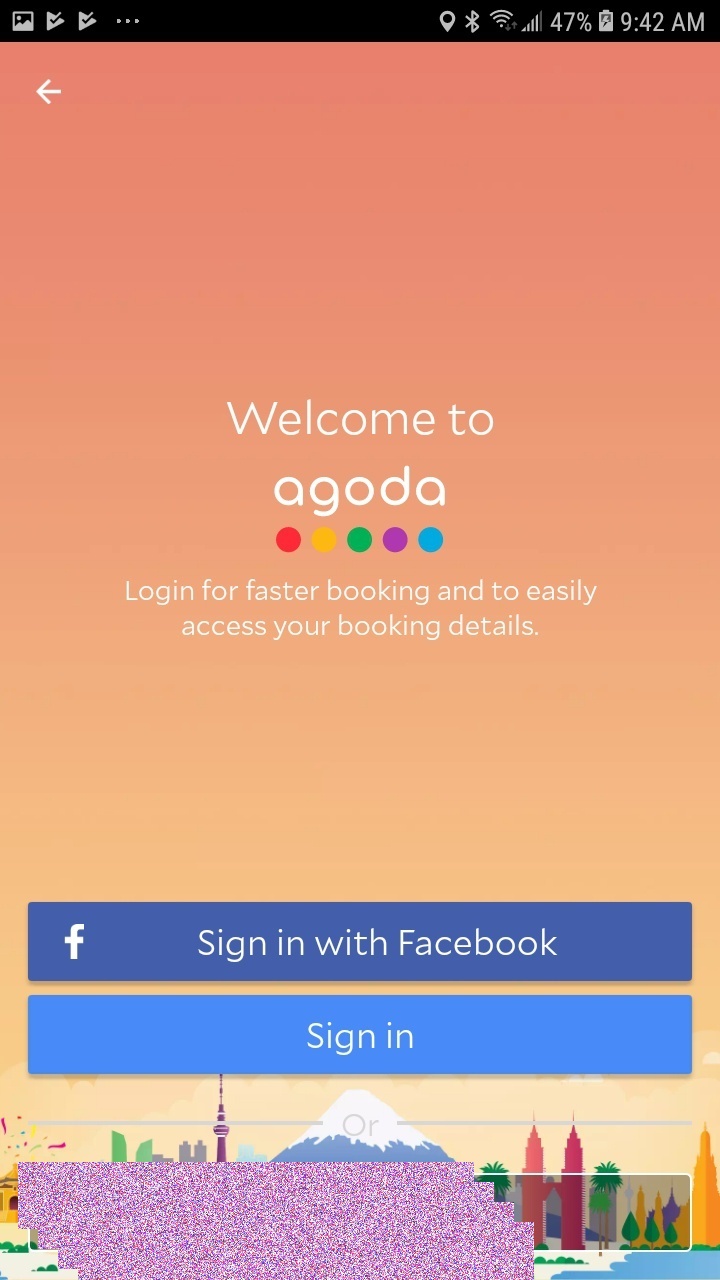 47% 9:42 AM
Welcome to
agoda
Login for faster booking and to easily
access your booking details.
f Sign in with Facebook
Sign in
Or